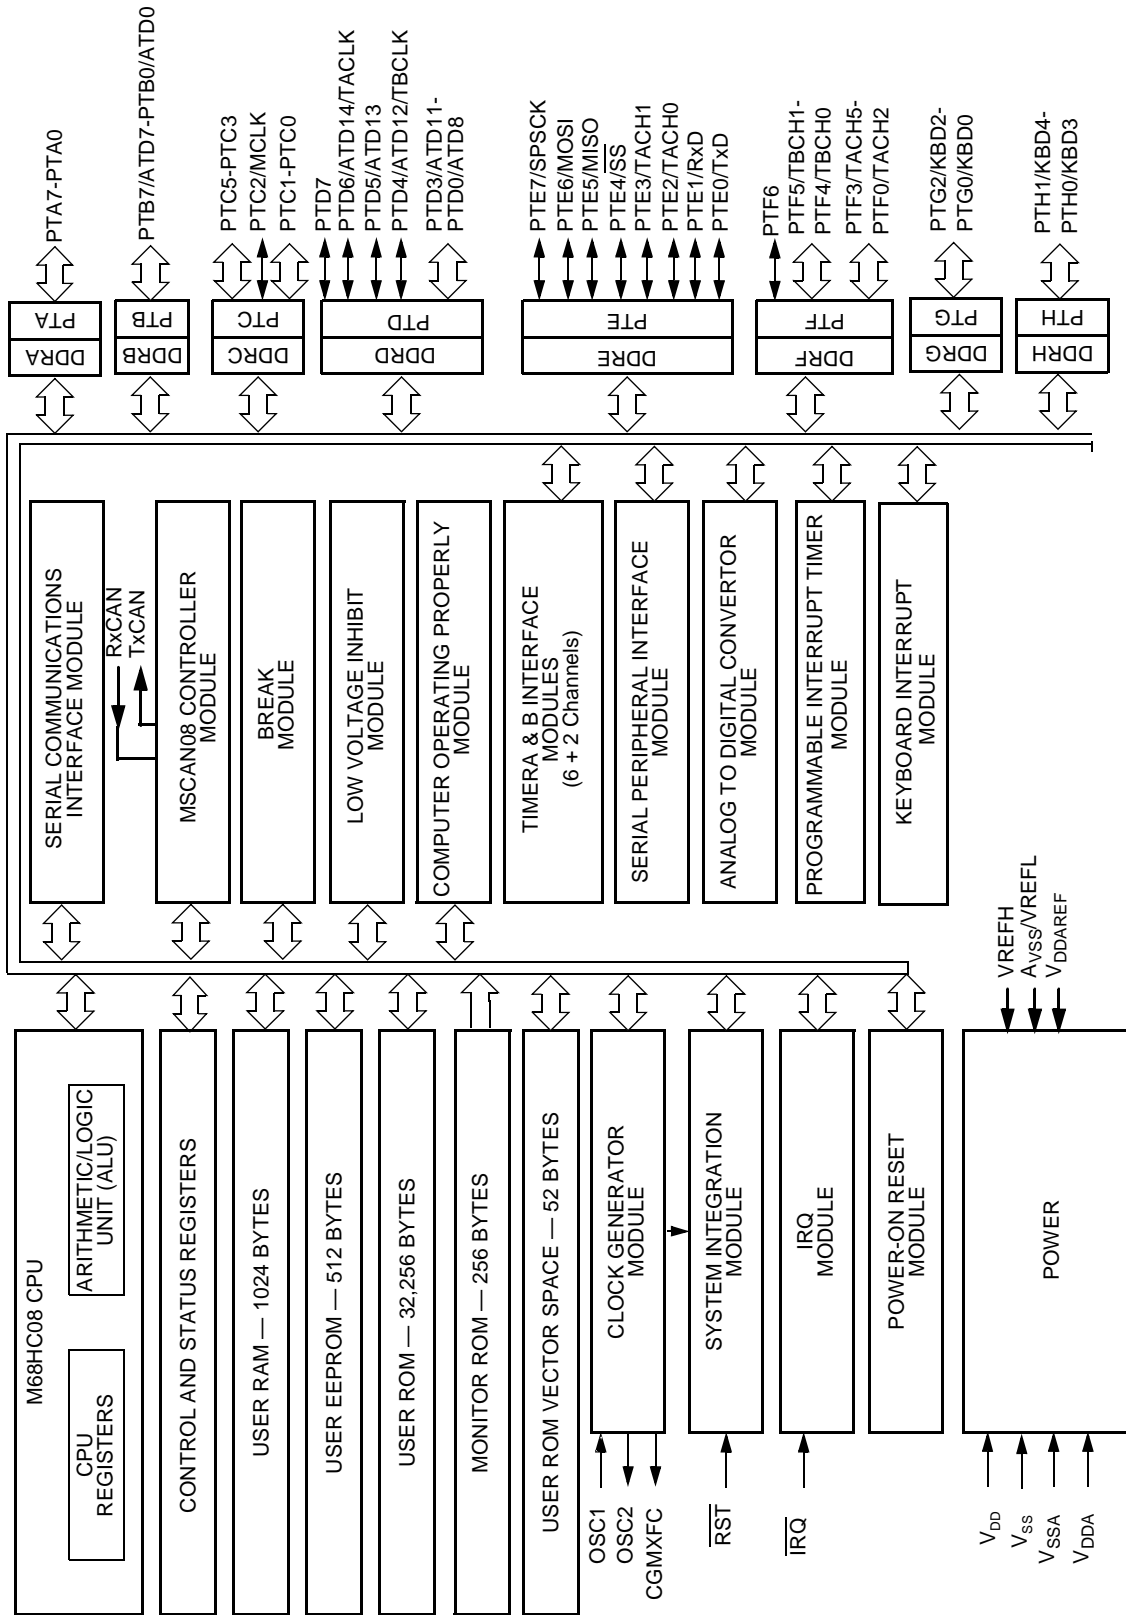 M68HC08 CPU
CPU
REGISTERS
ARITHMETIC/LOGIC
UNIT (ALU)
CONTROL AND STATUS REGISTERS
USER RAM — 1024 BYTES
USER EEPROM — 512 BYTES
USER ROM — 32,256 BYTES
MONITOR ROM — 256 BYTES
USER ROM VECTOR SPACE — 52 BYTES
OSC1
OSC2
CGMXFC
CLOCK GENERATOR
MODULE
RST
SYSTEM INTEGRATION
MODULE
IRQ
IRQ
MODULE
POWER-ON RESET
MODULE
VDD
VSS
VSSA
VDDA
POWER
VREFH
AVSS/VREFL
VDDAREF
SERIAL COMMUNICATIONS
INTERFACE MODULE
RxCAN
TxCAN
MSCAN08 CONTROLLER
MODULE
BREAK
MODULE
LOW VOLTAGE INHIBIT
MODULE
COMPUTER OPERATING PROPERLY
MODULE
TIMERA & B INTERFACE
MODULES
(6 + 2 Channels)
SERIAL PERIPHERAL INTERFACE
MODULE
ANALOG TO DIGITAL CONVERTOR
MODULE
PROGRAMMABLE INTERRUPT TIMER
MODULE
KEYBOARD INTERRUPT
MODULE
DDRA
PTA
PTA7-PTA0
DDRB
PTB
PTB7/ATD7-PTB0/ATD0
DDRC
PTC
PTC5-PTC3
PTC2/MCLK
PTC1-PTC0
DDRD
PTD
PTD7
PTD6/ATD14/TACLK
PTD5/ATD13
PTD4/ATD12/TBCLK
PTD3/ATD11-
PTD0/ATD8
DDRE
PTE
PTE7/SPSCK
PTE6/MOSI
PTE5/MISO
PTE4/SS
PTE3/TACH1
PTE2/TACH0
PTE1/RxD
PTE0/TxD
DDRF
PTF
PTF6
PTF5/TBCH1-
PTF4/TBCH0
PTF3/TACH5-
PTF0/TACH2
DDRG
PTG
PTG2/KBD2-
PTG0/KBD0
DDRH
PTH
PTH1/KBD4-
PTH0/KBD3